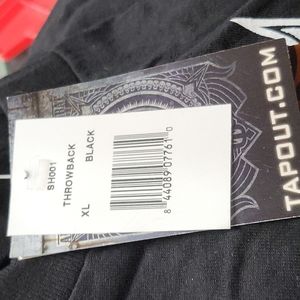 SH001
THROWBACK
BLACK
XL
8 44089 07761 0
TAPOUT.COM